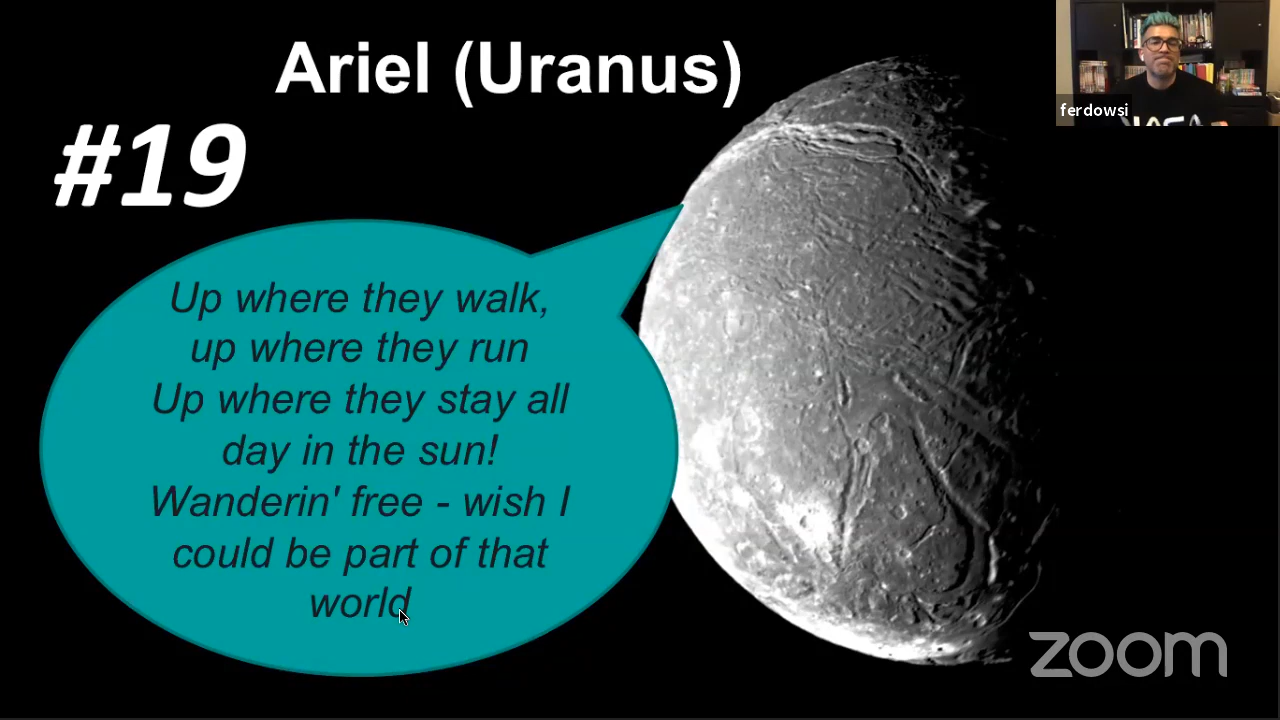 Ariel (Uranus)
#19
ferdowsi
NASA
Up where they walk,
up where they run
Up where they stay all
day in the sun!
Wanderin' free - wish I
could be part of that
world
zoom